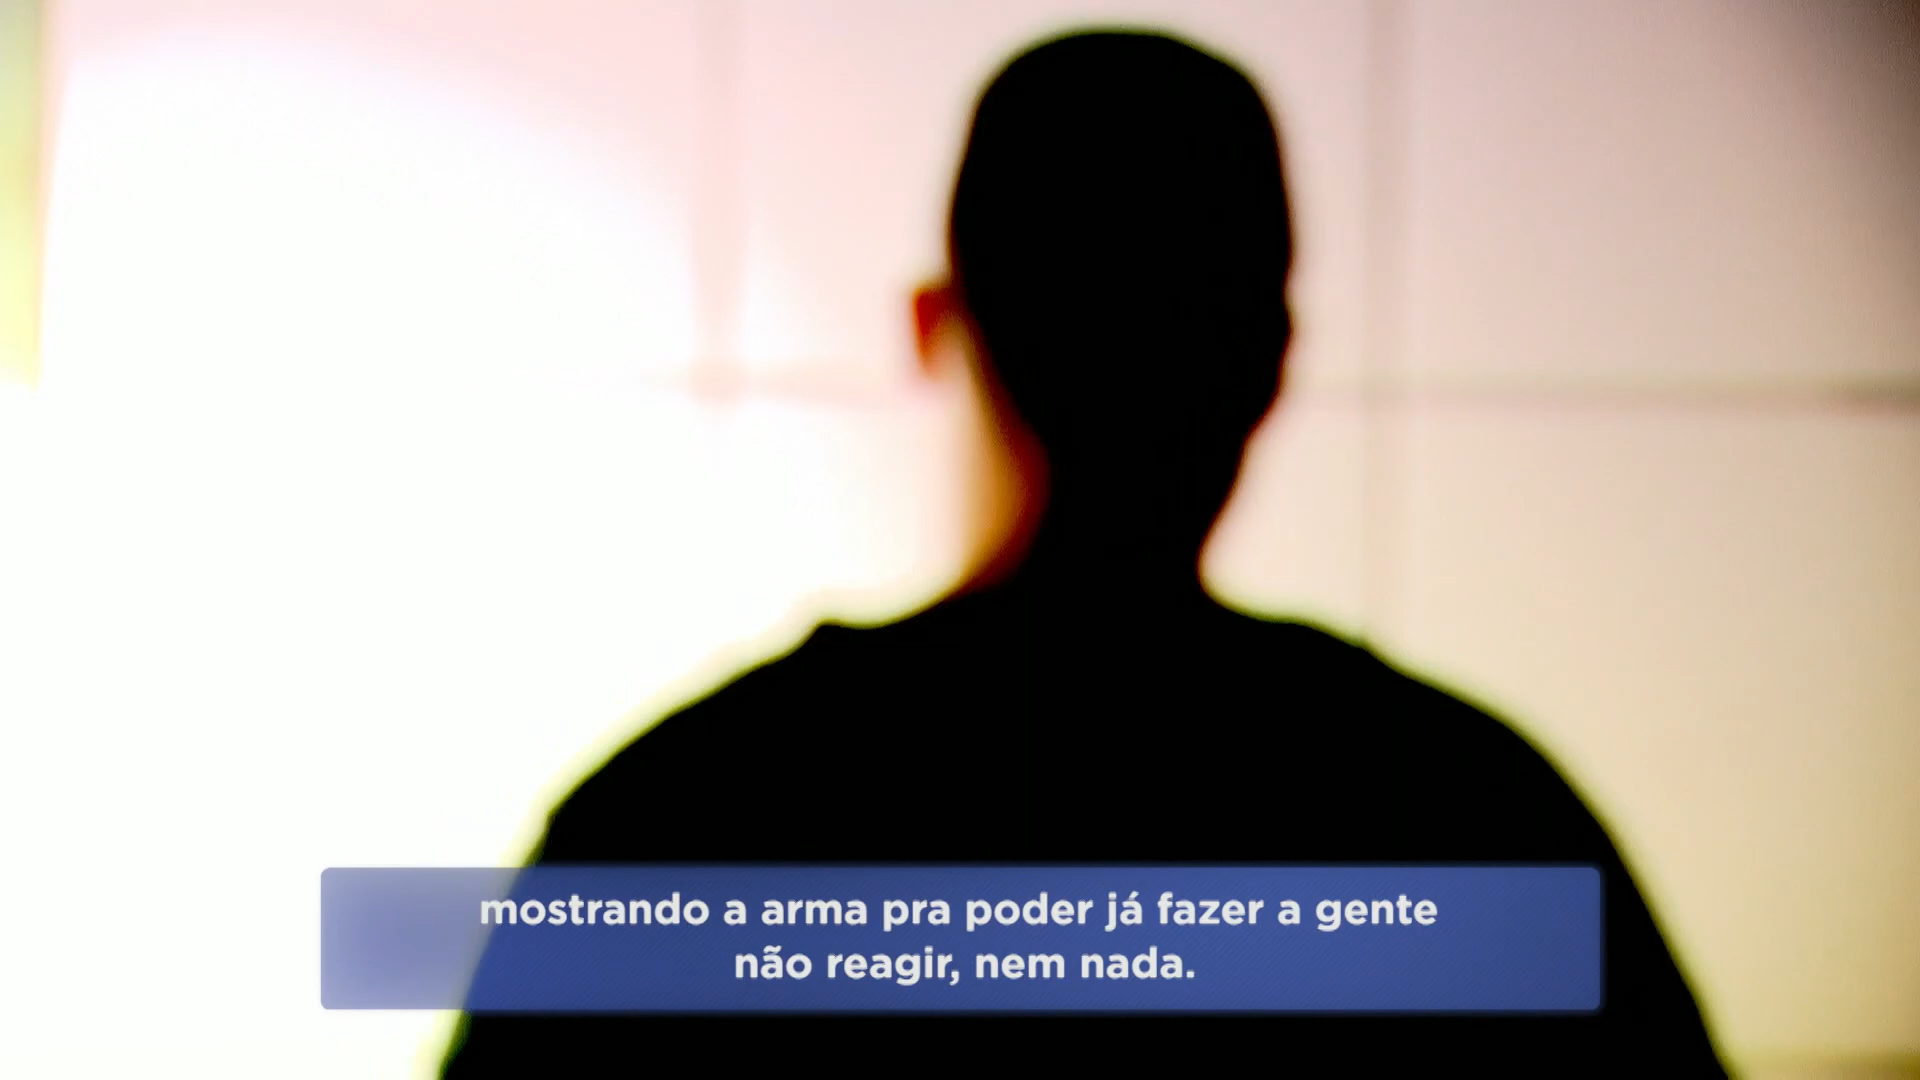 mostrando a arma pra poder já fazer a gente
não reagir, nem nada.